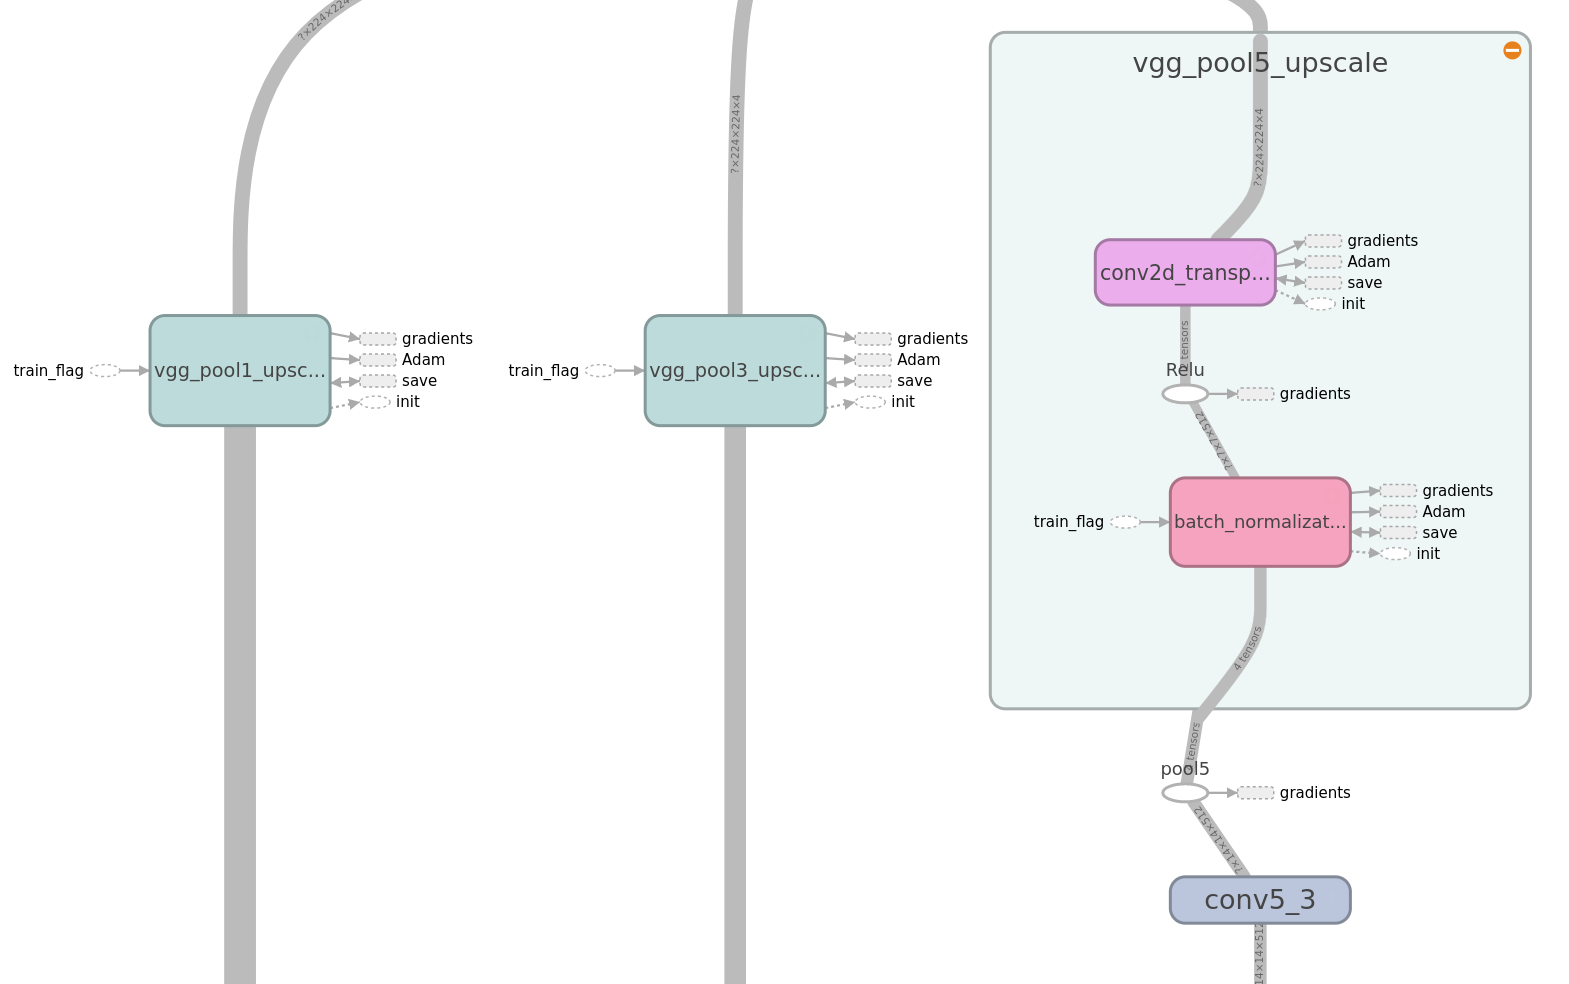 ?×224×224
?×224×224×4
vgg_pool5_upscale
?×224×224×4
conv2d_transp...
gradients
Adam
save
init
train_flag
vgg_pool1_upsc...
gradients
Adam
save
init
train_flag
vgg_pool3_upsc...
gradients
Adam
save
init
tensors
Relu
gradients
?×7×7×512
train_flag
batch_normalizat...
gradients
Adam
save
init
4 tensors
tensors
pool5
gradients
?×14×14×512
conv5_3
14×14×512